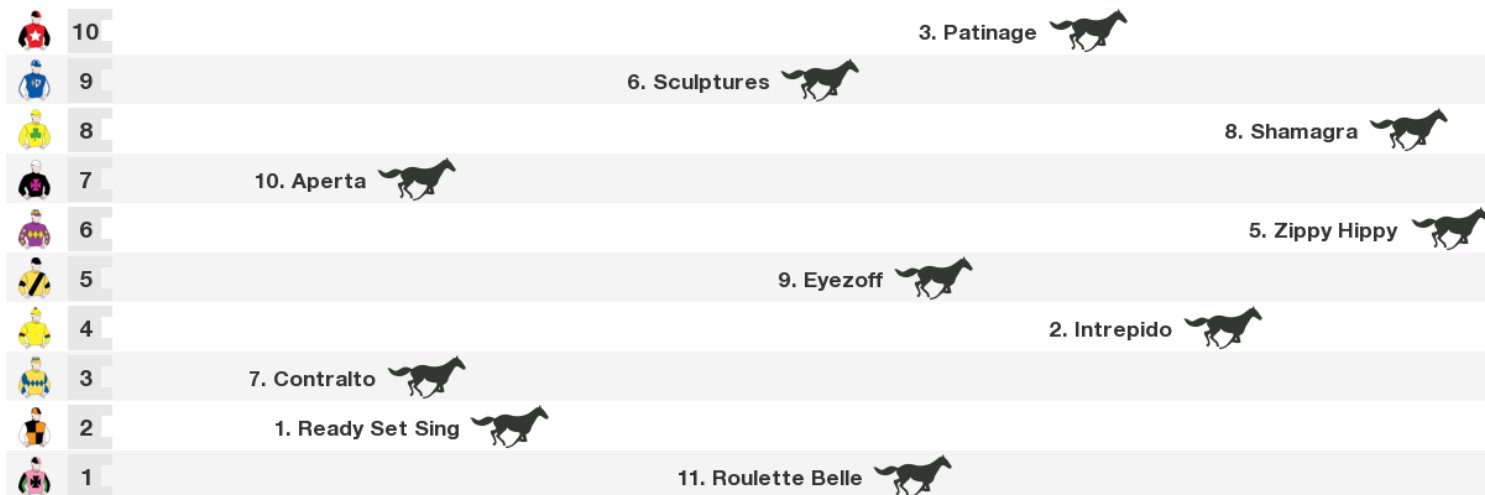 10 3. Patinage
9 6. Sculptures
8 8. Shamagra
7 10. Aperta
6 5. Zippy Hippy
5 9. Eyezoff
4 2. Intrepido
3 7. Contralto
2 1. Ready Set Sing
1 11. Roulette Belle